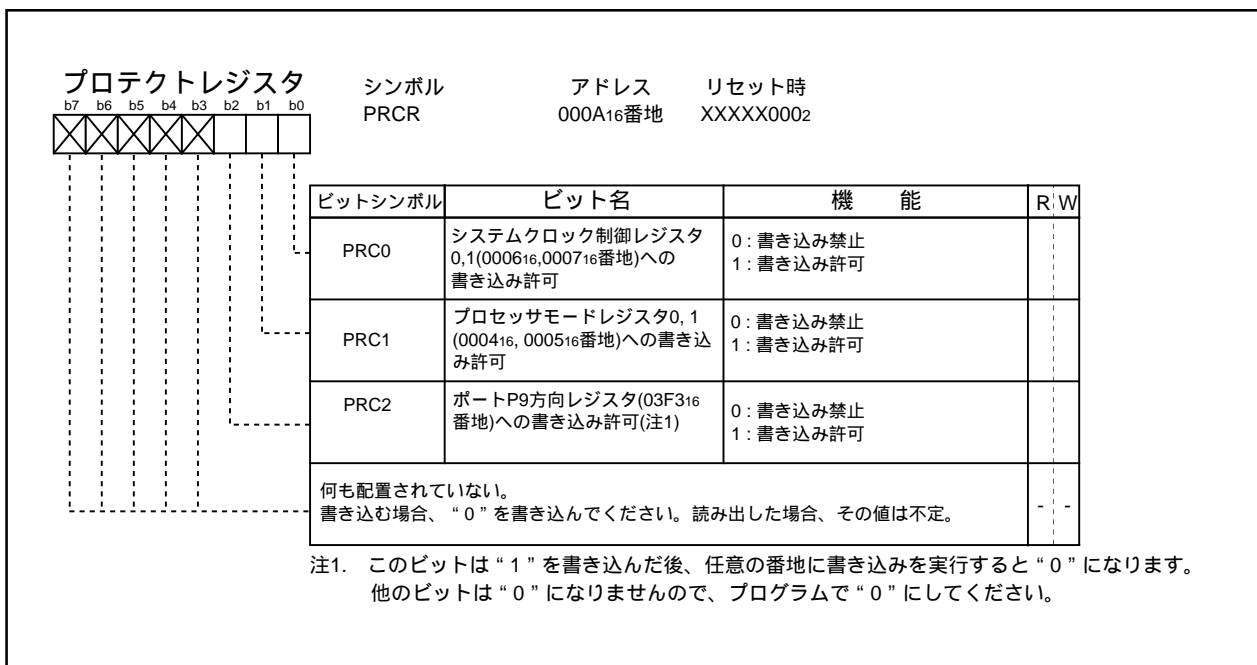 プロテクトレジスタ
シンボル アドレス リセット時
b7 b6 b5 b4 b3 b2 b1 b0
PRCR 000A16番地 XXXXX0002
ビットシンボル ビット名 機 能 R W
PRC0
システムクロック制御レジスタ
0,1(000616,000716番地)への
書き込み許可
0 : 書き込み禁止
1 : 書き込み許可
PRC1
プロセッサモードレジスタ0, 1
(000416, 000516番地)への書き込
み許可
0 : 書き込み禁止
1 : 書き込み許可
PRC2
ポートP9方向レジスタ(03F316
番地)への書き込み許可(注1)
0 : 書き込み禁止
1 : 書き込み許可
何も配置されていない。
書き込む場合、“ 0 ” を書き込んでください。読み出した場合、その値は不定。
- -
注1. このビットは “ 1 ” を書き込んだ後、任意の番地に書き込みを実行すると “ 0 ” になります。
他のビットは “ 0 ” になりませんので、プログラムで “ 0 ” にしてください。